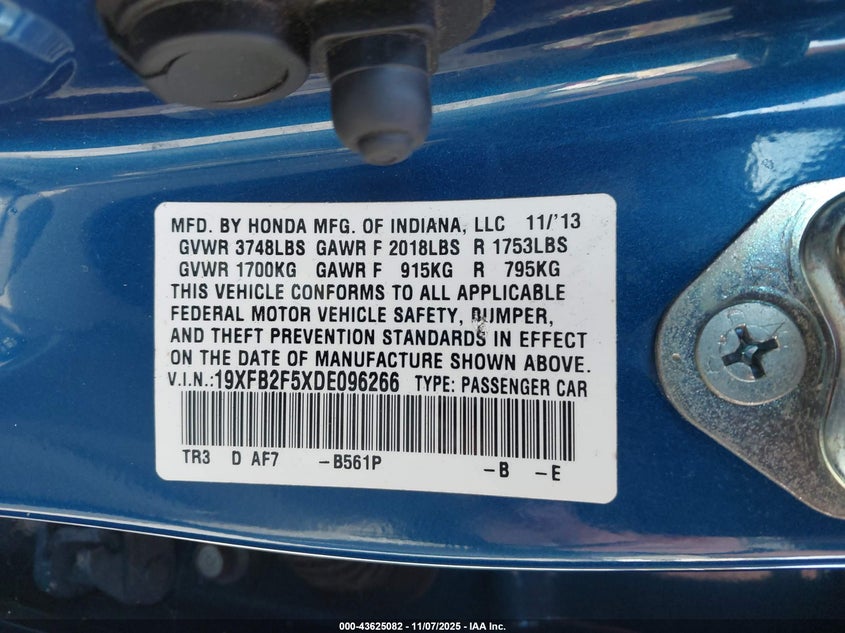 MFD. BY HONDA MFG. OF INDIANA, LLC 11/'13
GVWR 3748LBS GAWR F 2018LBS R 1753LBS
GVWR 1700KG GAWR F 915KG R 795KG
THIS VEHICLE CONFORMS TO ALL APPLICABLE
FEDERAL MOTOR VEHICLE SAFETY, BUMPER,
AND THEFT PREVENTION STANDARDS IN EFFECT
ON THE DATE OF MANUFACTURE SHOWN ABOVE.
V.I.N.:19XFB2F5XDE096266 TYPE: PASSENGER CAR
TR3 D AF7 -B561P -B -E
000-43625082 - 11/07/2025 - IAA Inc.